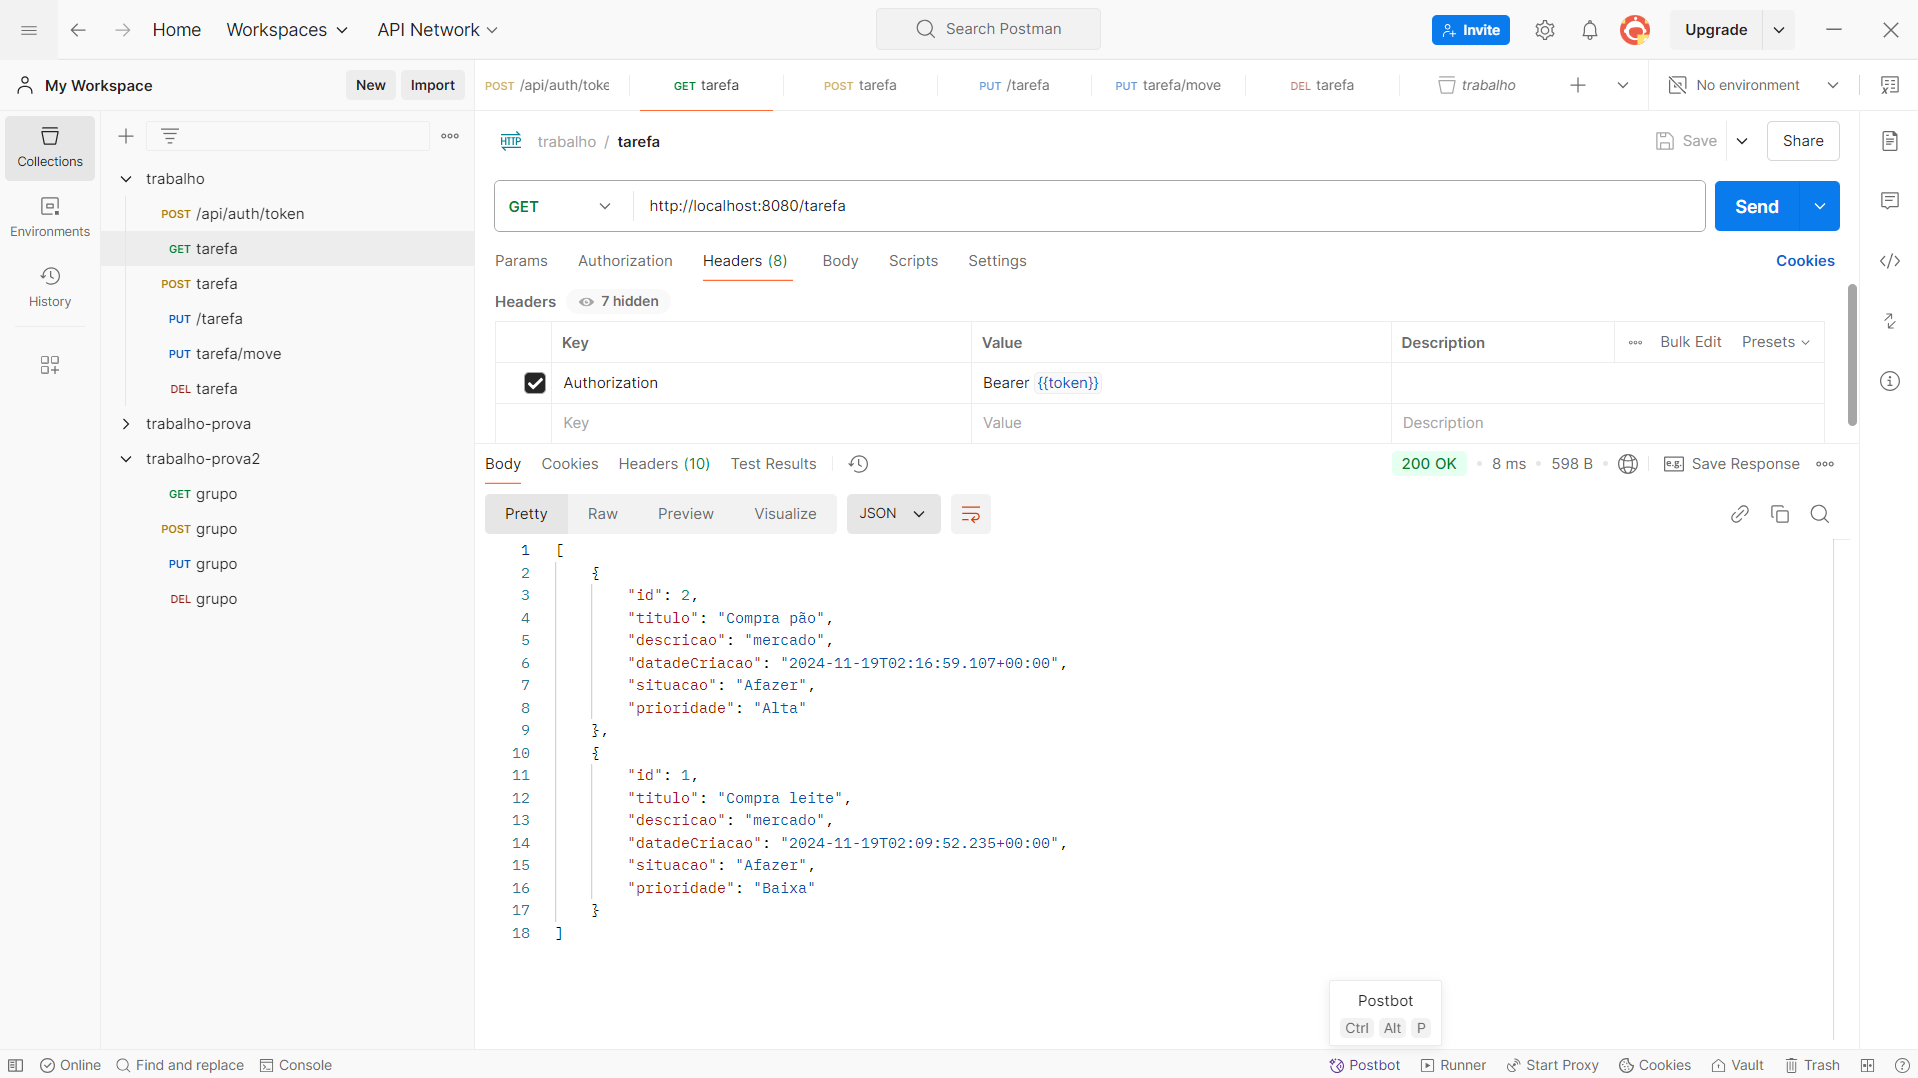 Home Workspaces API Network Search Postman Invite Upgrade
My Workspace New Import
POST /api/auth/toke GET tarefa POST tarefa PUT /tarefa PUT tarefa/move DEL tarefa trabalho No environment
Collections
Environments
History
trabalho
POST /api/auth/token
GET tarefa
POST tarefa
PUT /tarefa
PUT tarefa/move
DEL tarefa
trabalho-prova
trabalho-prova2
GET grupo
POST grupo
PUT grupo
DEL grupo
HTTP trabalho / tarefa Save Share
GET http://localhost:8080/tarefa Send
Params Authorization Headers (8) Body Scripts Settings Cookies
Headers 7 hidden
Key Value Description Bulk Edit Presets
Authorization Bearer {{token}}
Key Value Description
Body Cookies Headers (10) Test Results 200 OK 8 ms 598 B e.g. Save Response
Pretty Raw Preview Visualize JSON
1 [
2 {
3 "id": 2,
4 "titulo": "Compra pão",
5 "descricao": "mercado",
6 "datadeCriacao": "2024-11-19T02:16:59.107+00:00",
7 "situacao": "Afazer",
8 "prioridade": "Alta"
9 },
10 {
11 "id": 1,
12 "titulo": "Compra leite",
13 "descricao": "mercado",
14 "datadeCriacao": "2024-11-19T02:09:52.235+00:00",
15 "situacao": "Afazer",
16 "prioridade": "Baixa"
17 }
18 ]
Postbot
Ctrl Alt P
Online Find and replace Console Postbot Runner Start Proxy Cookies Vault Trash